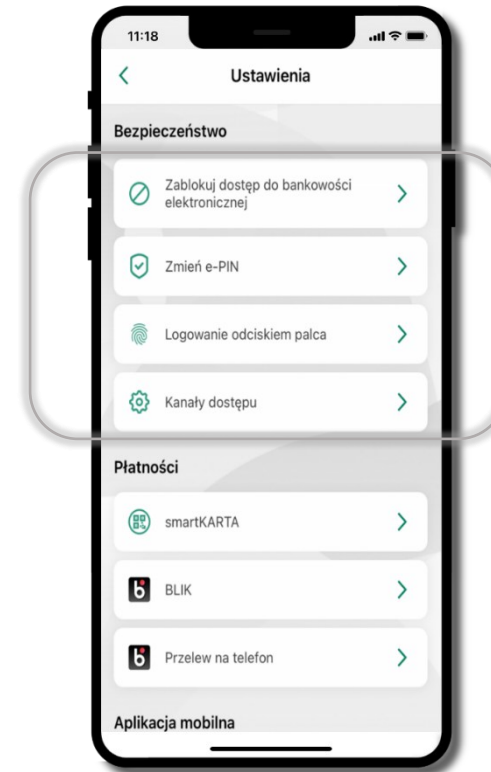 11:18
Ustawienia
Bezpieczeństwo
Zablokuj dostęp do bankowości
elektronicznej
Zmień e-PIN
Logowanie odciskiem palca
Kanały dostępu
Płatności
smartKARTA
BLIK
Przelew na telefon
Aplikacja mobilna